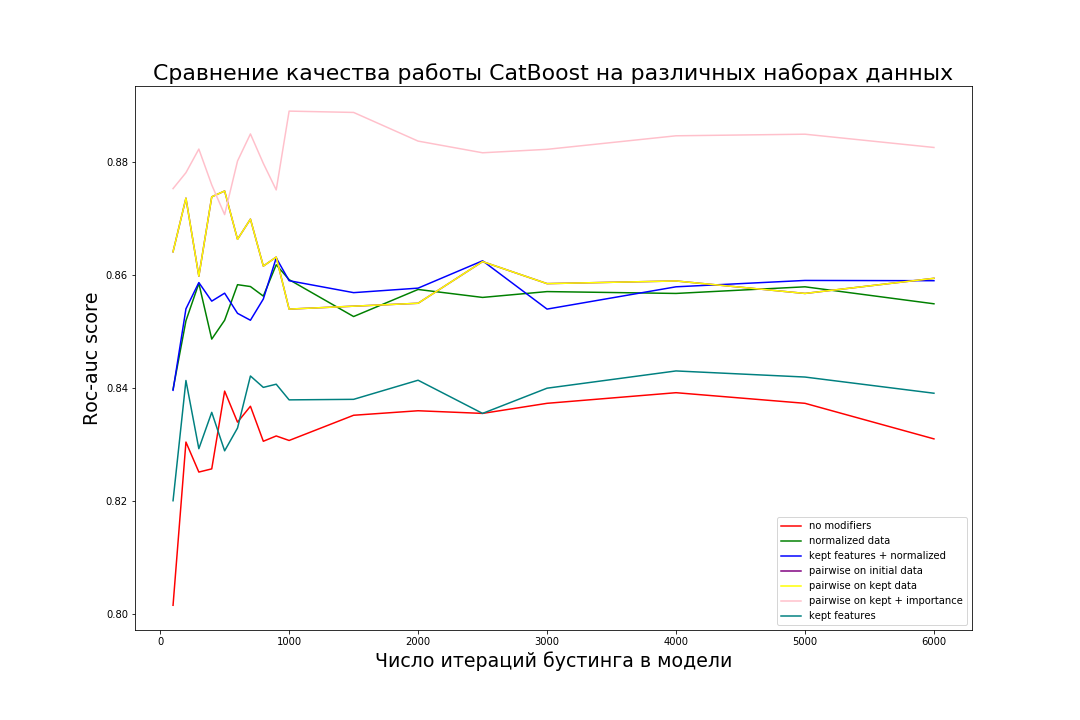 Сравнение качества работы CatBoost на различных наборах данных
Roc-auc score
0.88
0.86
0.84
0.82
0.80
0
1000
2000
3000
4000
5000
6000
Число итераций бустинга в модели
no modifiers
normalized data
kept features + normalized
pairwise on initial data
pairwise on kept data
pairwise on kept + importance
kept features